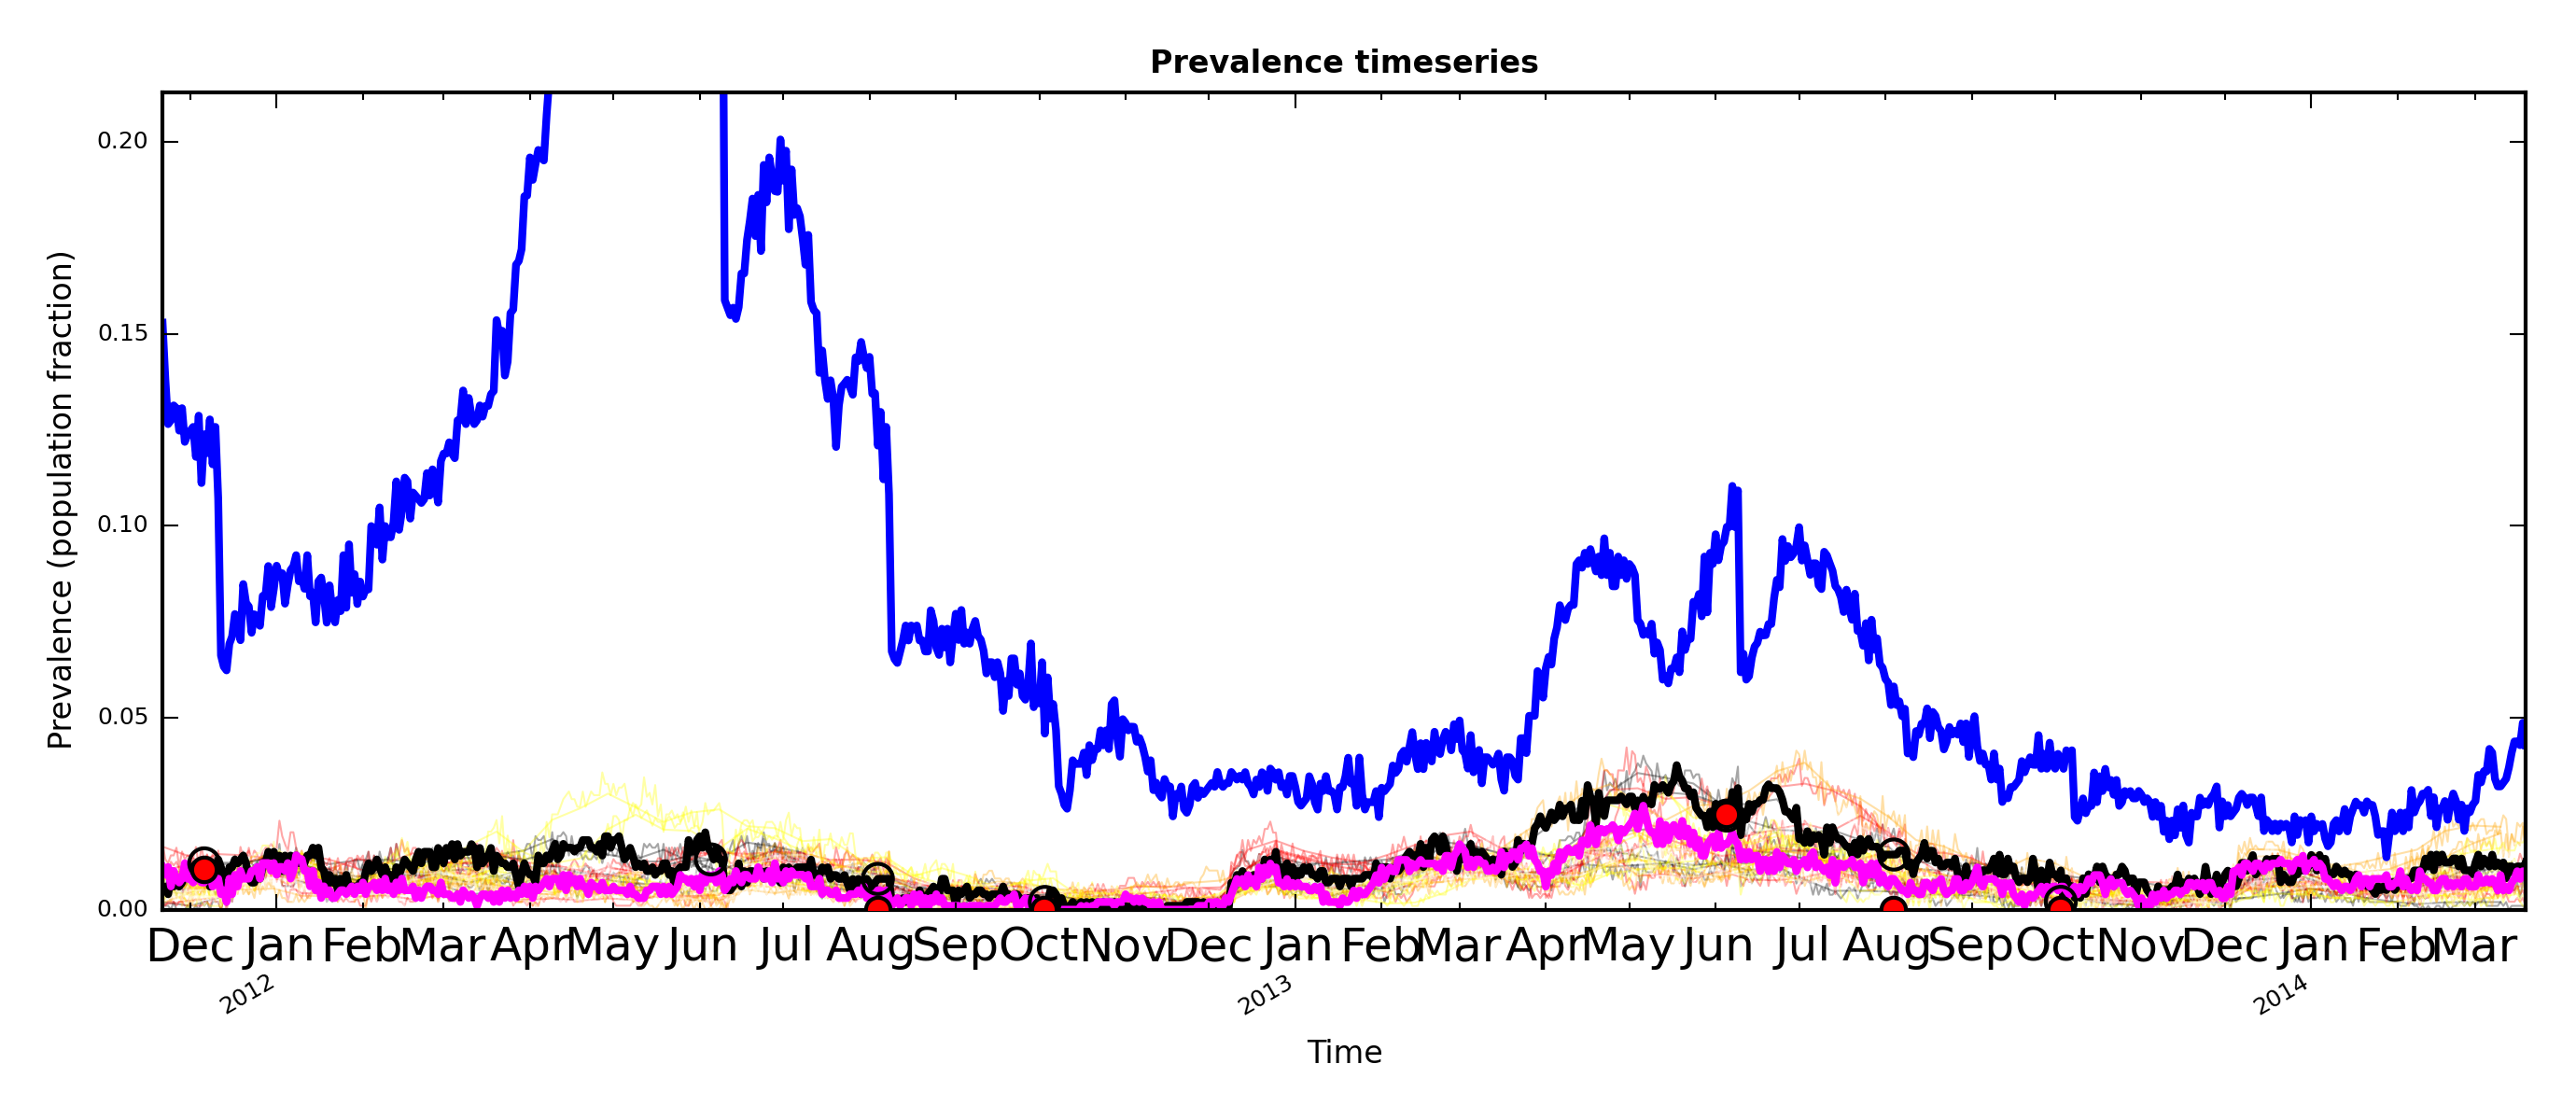 Prevalence timeseries
Prevalence (population fraction)
0.20
0.15
0.10
0.05
0.00
Dec Jan Feb Mar Apr May Jun Jul Aug Sep Oct Nov Dec Jan Feb Mar Apr May Jun Jul Aug Sep Oct Nov Dec Jan Feb Mar
2012 2013 2014
Time